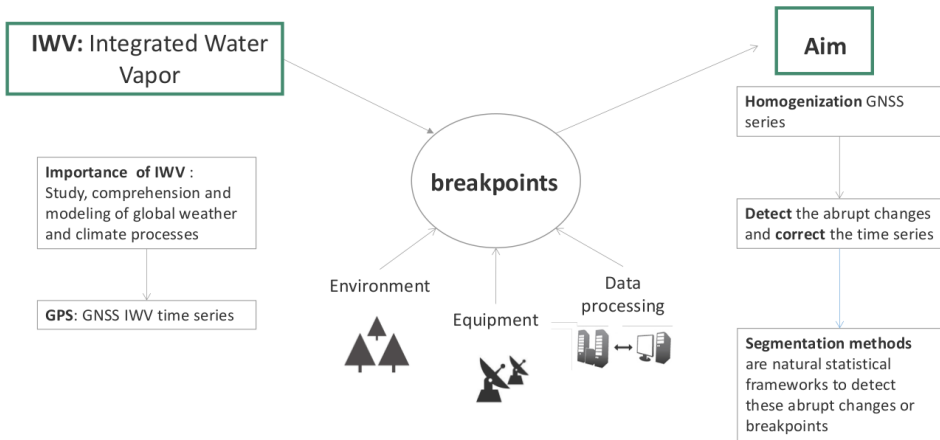 IWV: Integrated Water
Vapor
Importance of IWV :
Study, comprehension and
modeling of global weather
and climate processes
GPS: GNSS IWV time series
breakpoints
Environment
Equipment
Data
processing
Aim
Homogenization GNSS
series
Detect the abrupt changes
and correct the time series
Segmentation methods
are natural statistical
frameworks to detect
these abrupt changes or
breakpoints